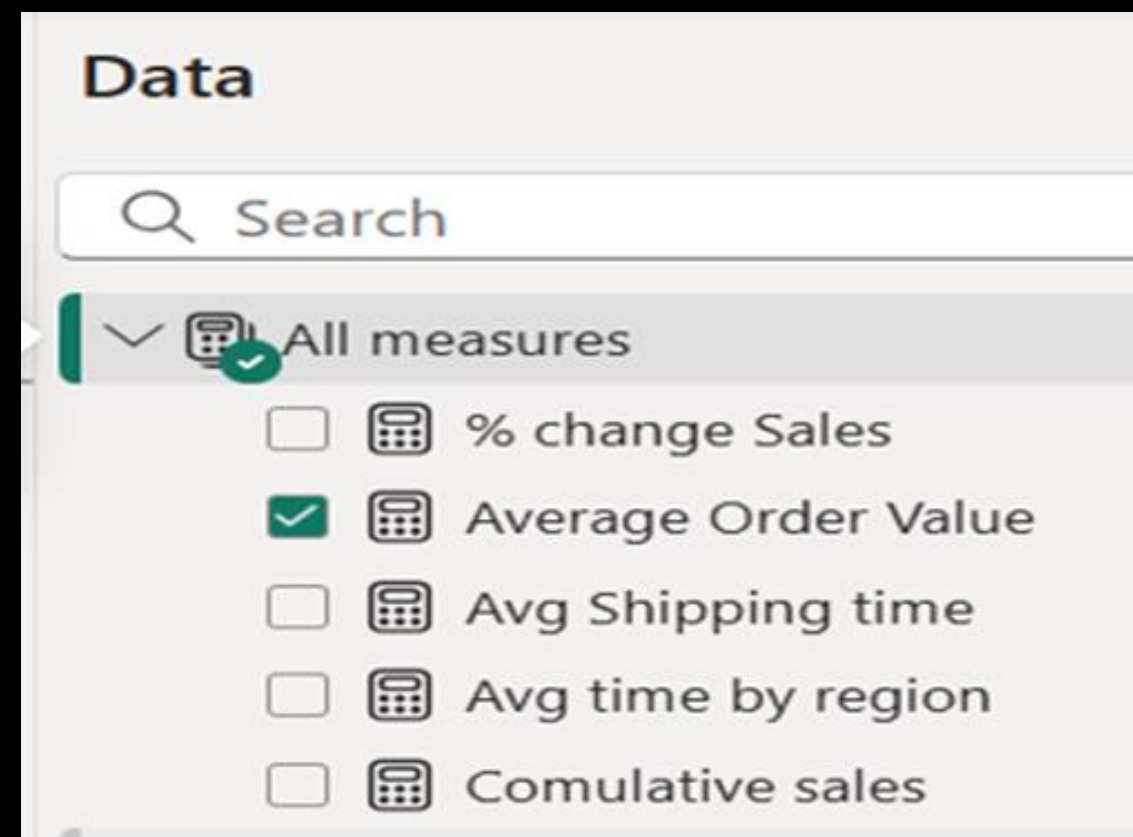 Data
Search
All measures
% change Sales
Average Order Value
Avg Shipping time
Avg time by region
Comulative sales